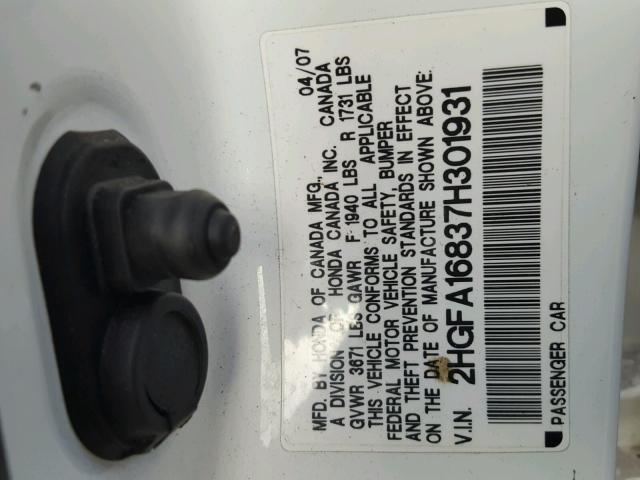 04/07
MFD. BY HONDA OF CANADA MFG.,
A DIVISION OF HONDA CANADA INC. CANADA
GVWR 3671 LBS GAWR F 1940 LBS R 1731 LBS
THIS VEHICLE CONFORMS TO ALL APPLICABLE
FEDERAL MOTOR VEHICLE SAFETY, BUMPER
AND THEFT PREVENTION STANDARDS IN EFFECT
ON THE DATE OF MANUFACTURE SHOWN ABOVE.
V.I.N. 2HGFA16837H301931
PASSENGER CAR